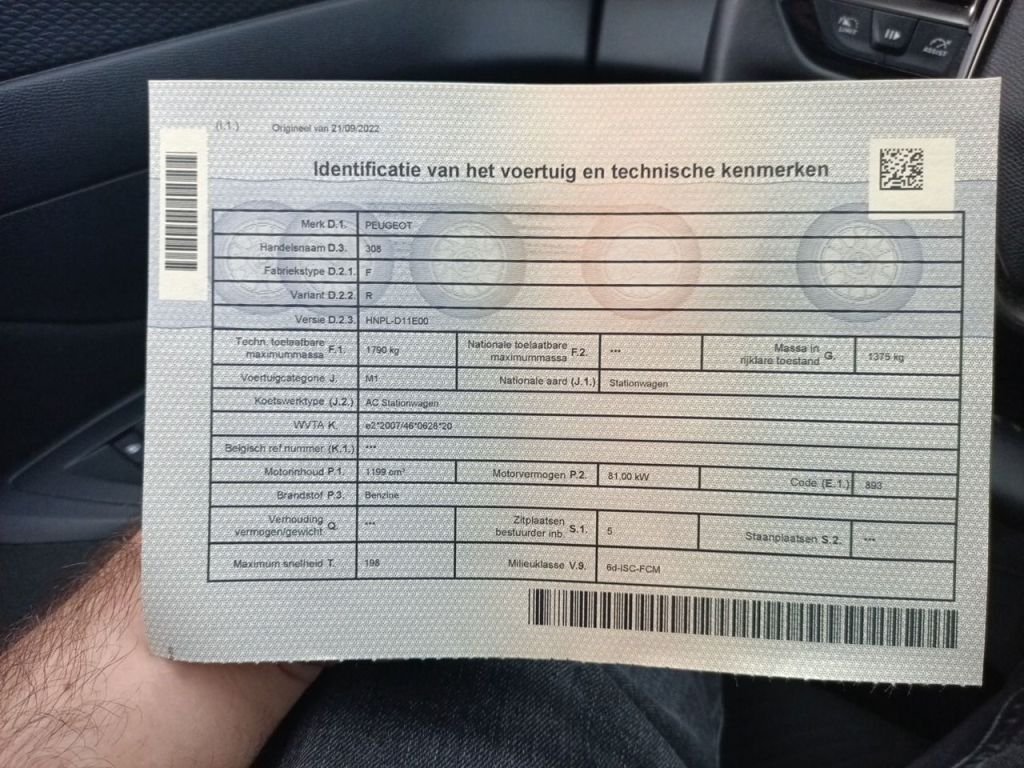 LIMIT
ASSIST
(I.1.) Origineel van 21/09/2022
Identificatie van het voertuig en technische kenmerken
Merk D.1. PEUGEOT
Handelsnaam D.3. 308
Fabriekstype D.2.1. F
Variant D.2.2. R
Versie D.2.3. HNPL-D11E00
Techn. toelaatbare maximummassa F.1. 1790 kg Nationale toelaatbare maximummassa F.2. *** Massa in rijklare toestand G. 1375 kg
Voertuigcategorie J. M1 Nationale aard (J.1.) Stationwagen
Koetswerktype (J.2.) AC Stationwagen
WVTA K. e2*2007/46*0628*20
Belgisch ref nummer (K.1.) ***
Motorinhoud P.1. 1199 cm³ Motorvermogen P.2. 81,00 kW Code (E.1.) 893
Brandstof P.3. Benzine
Verhouding vermogen/gewicht Q. *** Zitplaatsen bestuurder inb. S.1. 5 Staanplaatsen S.2. ***
Maximum snelheid T. 198 Milieuklasse V.9. 6d-ISC-FCM